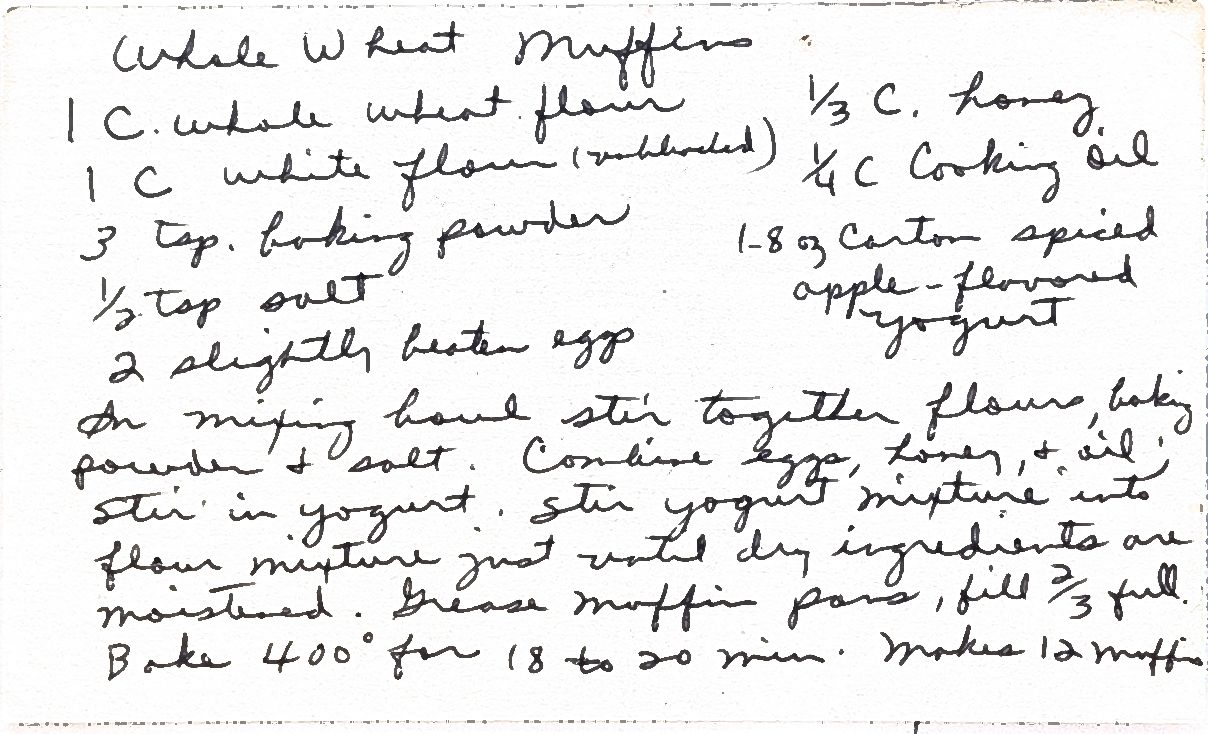 Whole Wheat Muffins
1 C. whole wheat flour
1 C white flour (unbleached)
3 tsp. baking powder
1/2 tsp salt
2 slightly beaten eggs
1/3 C. honey
1/4 C Cooking Oil
1-8 oz Carton spiced
apple-flavored
yogurt
In mixing bowl stir together flours, baking
powder & salt. Combine eggs, honey, & oil.
Stir in yogurt. Stir yogurt mixture into
flour mixture just until dry ingredients are
moistened. Grease muffin pans, fill 2/3 full.
Bake 400° for 18 to 20 min. Makes 12 muffins